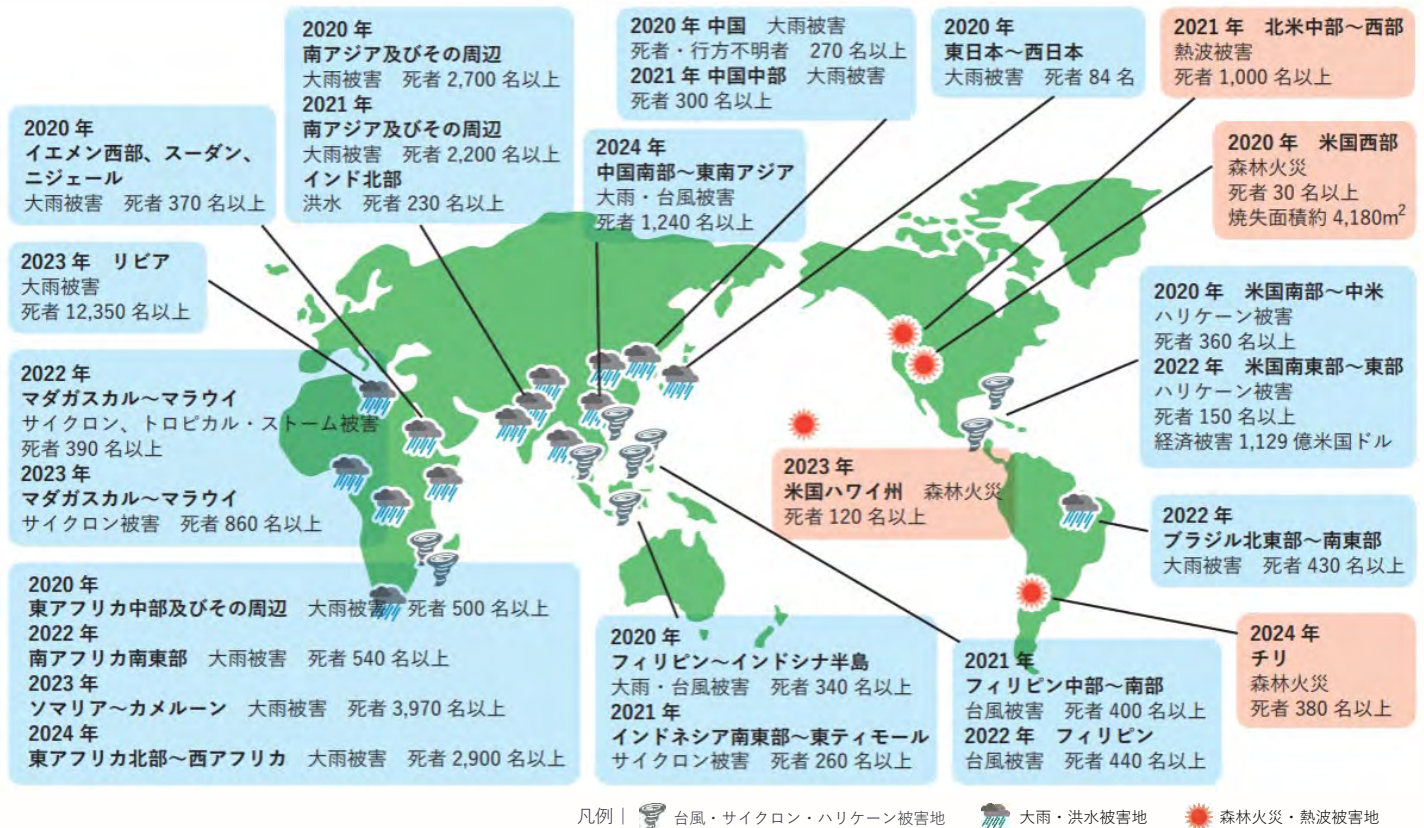 2020 年
南アジア及びその周辺
大雨被害　死者 2,700 名以上
2021 年
南アジア及びその周辺
大雨被害　死者 2,200 名以上
インド北部
洪水　死者 230 名以上
2020 年 中国　大雨被害
死者・行方不明者　270 名以上
2021 年 中国中部　大雨被害
死者 300 名以上
2020 年
東日本～西日本
大雨被害　死者 84 名
2021 年　北米中部～西部
熱波被害
死者 1,000 名以上
2020 年
イエメン西部、スーダン、
ニジェール
大雨被害　死者 370 名以上
2024 年
中国南部～東南アジア
大雨・台風被害
死者 1,240 名以上
2020 年　米国西部
森林火災
死者 30 名以上
焼失面積約 4,180m²
2023 年　リビア
大雨被害
死者 12,350 名以上
2020 年　米国南部～中米
ハリケーン被害
死者 360 名以上
2022 年　米国南東部～東部
ハリケーン被害
死者 150 名以上
経済被害 1,129 億米国ドル
2022 年
マダガスカル～マラウイ
サイクロン、トロピカル・ストーム被害
死者 390 名以上
2023 年
マダガスカル～マラウイ
サイクロン被害　死者 860 名以上
2023 年
米国ハワイ州　森林火災
死者 120 名以上
2022 年
ブラジル北東部～南東部
大雨被害　死者 430 名以上
2020 年
東アフリカ中部及びその周辺　大雨被害　死者 500 名以上
2022 年
南アフリカ南東部　大雨被害　死者 540 名以上
2023 年
ソマリア～カメルーン　大雨被害　死者 3,970 名以上
2024 年
東アフリカ北部～西アフリカ　大雨被害　死者 2,900 名以上
2020 年
フィリピン～インドシナ半島
大雨・台風被害　死者 340 名以上
2021 年
インドネシア南東部～東ティモール
サイクロン被害　死者 260 名以上
2021 年
フィリピン中部～南部
台風被害　死者 400 名以上
2022 年　フィリピン
台風被害　死者 440 名以上
2024 年
チリ
森林火災
死者 380 名以上
凡例｜　台風・サイクロン・ハリケーン被害地　大雨・洪水被害地　森林火災・熱波被害地